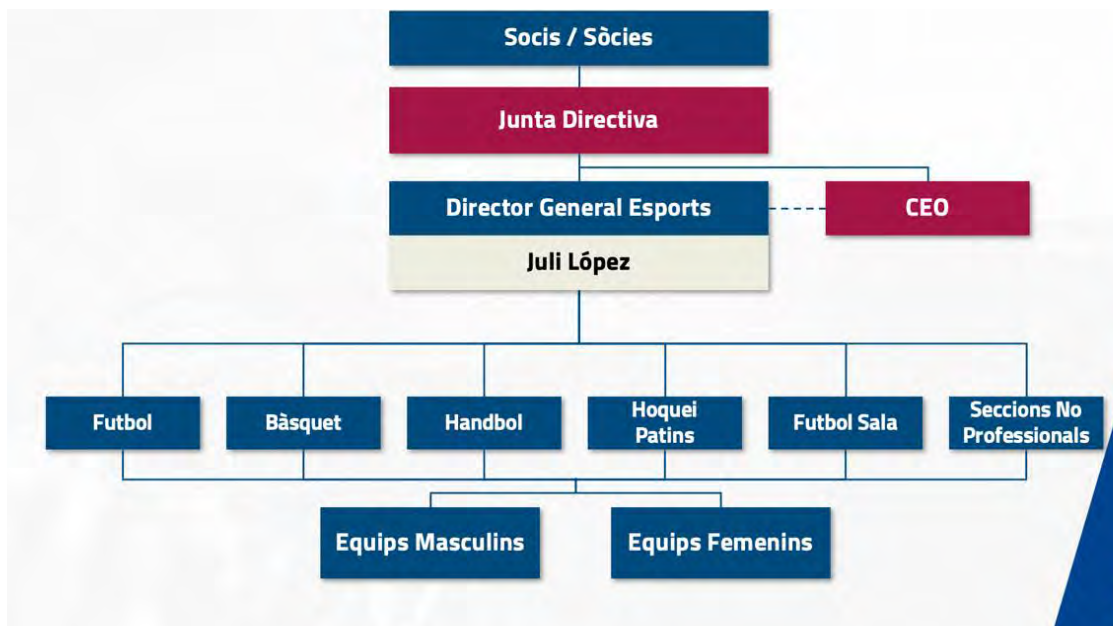 Socis / Sòcies
Junta Directiva
Director General Esports
CEO
Juli López
Futbol
Bàsquet
Handbol
Hoquei
Patins
Futbol Sala
Seccions No
Professionals
Equips Masculins
Equips Femenins